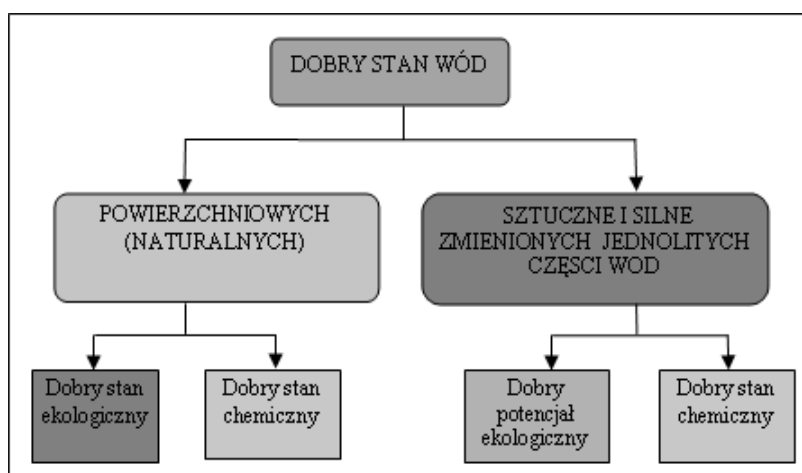 DOBRY STAN WÓD
POWIERZCHNIOWYCH
(NATURALNYCH)
SZTUCZNE I SILNE
ZMIENIONYCH JEDNOLITYCH
CZĘSCI WOD
Dobry stan
ekologiczny
Dobry stan
chemiczny
Dobry
potencjał
ekologiczny
Dobry stan
chemiczny